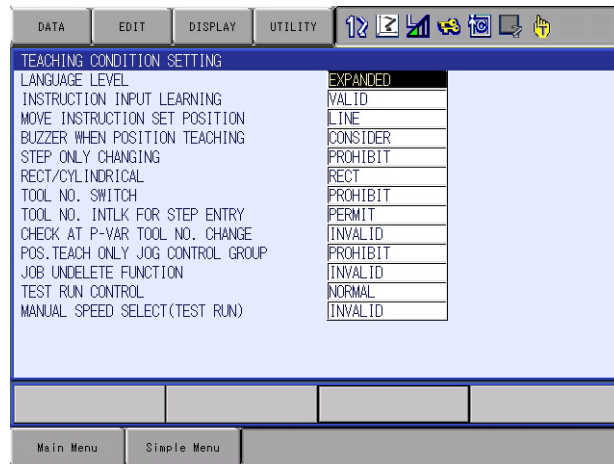 DATA EDIT DISPLAY UTILITY
TEACHING CONDITION SETTING
LANGUAGE LEVEL EXPANDED
INSTRUCTION INPUT LEARNING VALID
MOVE INSTRUCTION SET POSITION LINE
BUZZER WHEN POSITION TEACHING CONSIDER
STEP ONLY CHANGING PROHIBIT
RECT/CYLINDRICAL RECT
TOOL NO. SWITCH PROHIBIT
TOOL NO. INTLK FOR STEP ENTRY PERMIT
CHECK AT P-VAR TOOL NO. CHANGE INVALID
POS.TEACH ONLY JOG CONTROL GROUP PROHIBIT
JOB UNDELETE FUNCTION INVALID
TEST RUN CONTROL NORMAL
MANUAL SPEED SELECT(TEST RUN) INVALID
Main Menu Simple Menu